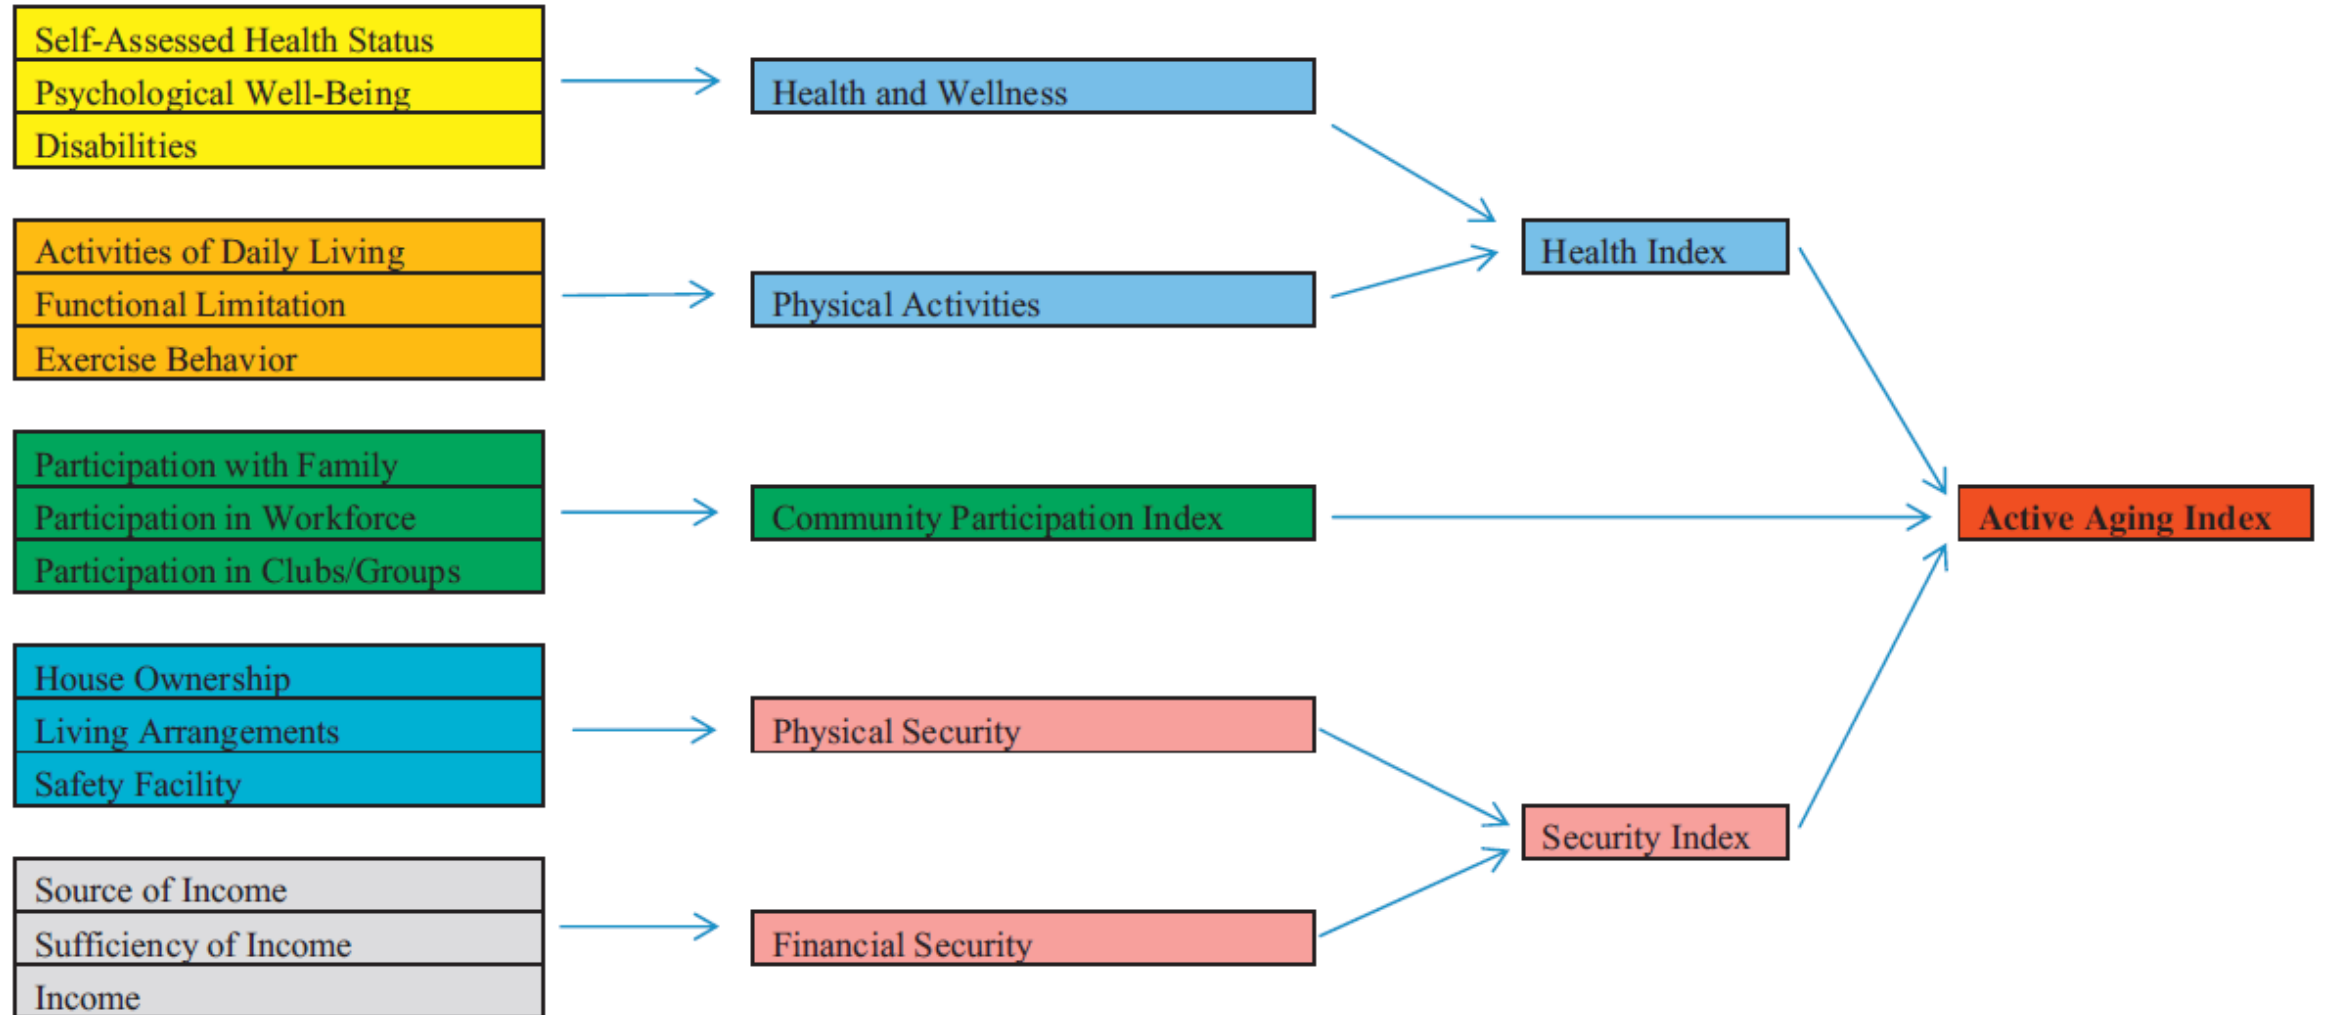 Self-Assessed Health Status
Psychological Well-Being
Disabilities
Health and Wellness
Activities of Daily Living
Functional Limitation
Exercise Behavior
Physical Activities
Health Index
Participation with Family
Participation in Workforce
Participation in Clubs/Groups
Community Participation Index
Active Aging Index
House Ownership
Living Arrangements
Safety Facility
Physical Security
Security Index
Source of Income
Sufficiency of Income
Income
Financial Security